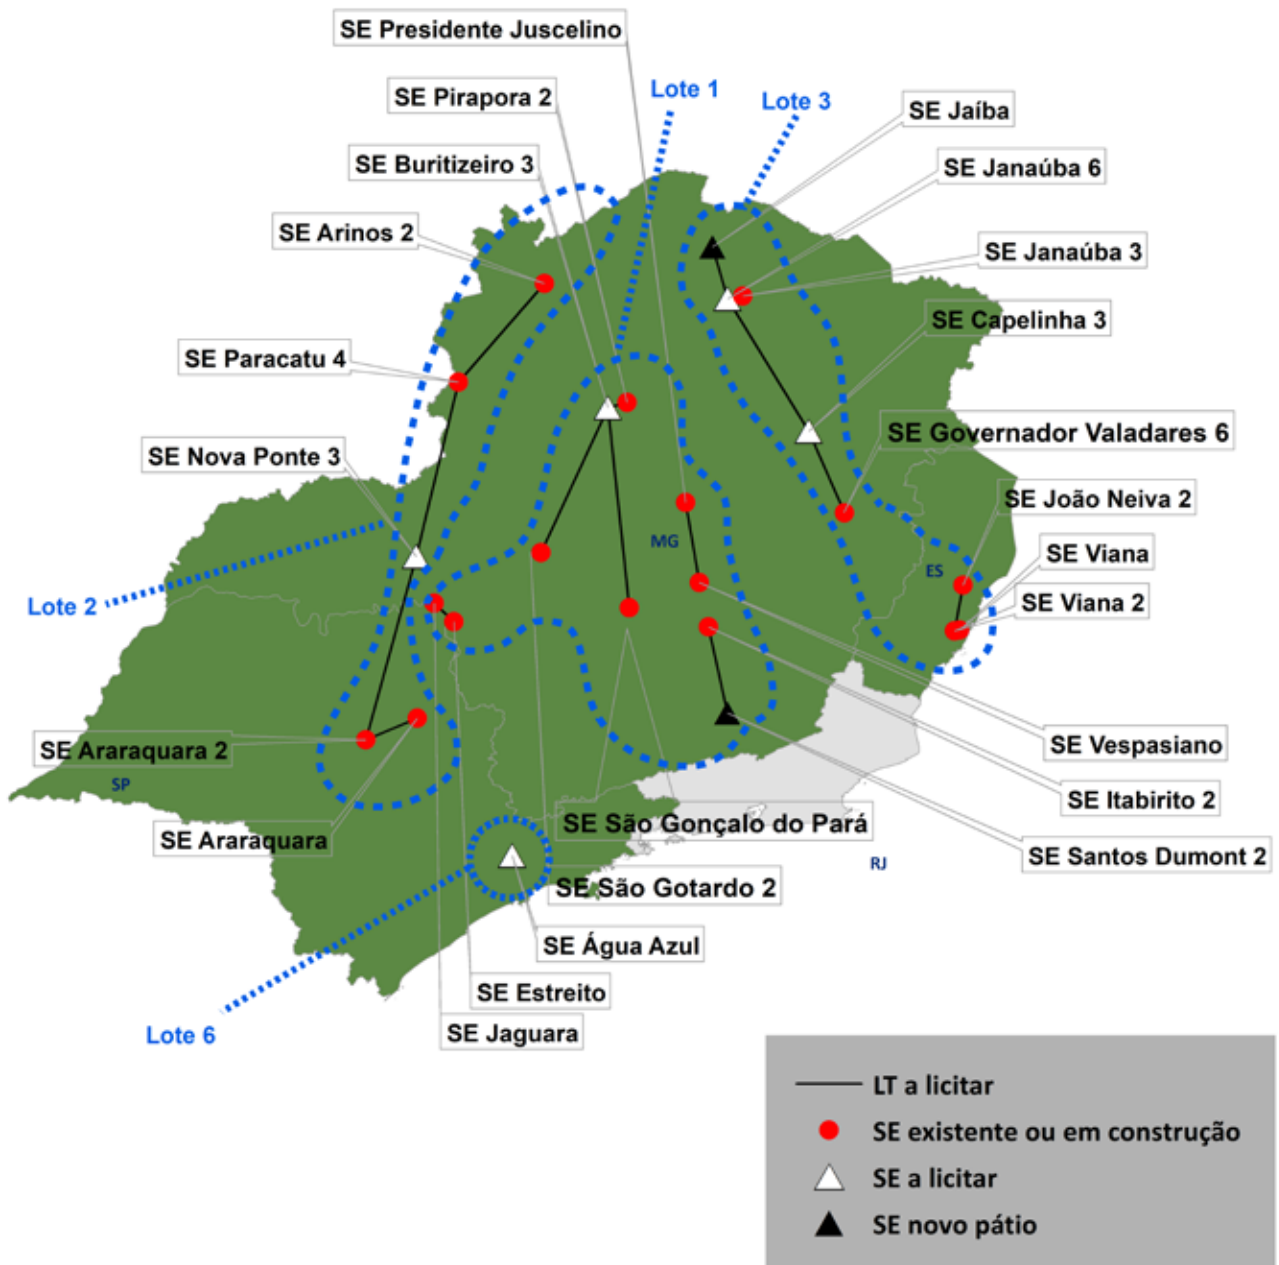 SE Presidente Juscelino
SE Pirapora 2
Lote 1
Lote 3
SE Jaíba
SE Buritizeiro 3
SE Janaúba 6
SE Arinos 2
SE Janaúba 3
SE Capelinha 3
SE Paracatu 4
SE Governador Valadares 6
SE Nova Ponte 3
SE João Neiva 2
MG
SE Viana
ES
SE Viana 2
Lote 2
SE Araraquara 2
SE Vespasiano
SP
SE Itabirito 2
SE São Gonçalo do Pará
SE Araraquara
SE Santos Dumont 2
RJ
SE São Gotardo 2
SE Água Azul
SE Estreito
SE Jaguara
Lote 6
LT a licitar
SE existente ou em construção
SE a licitar
SE novo pátio